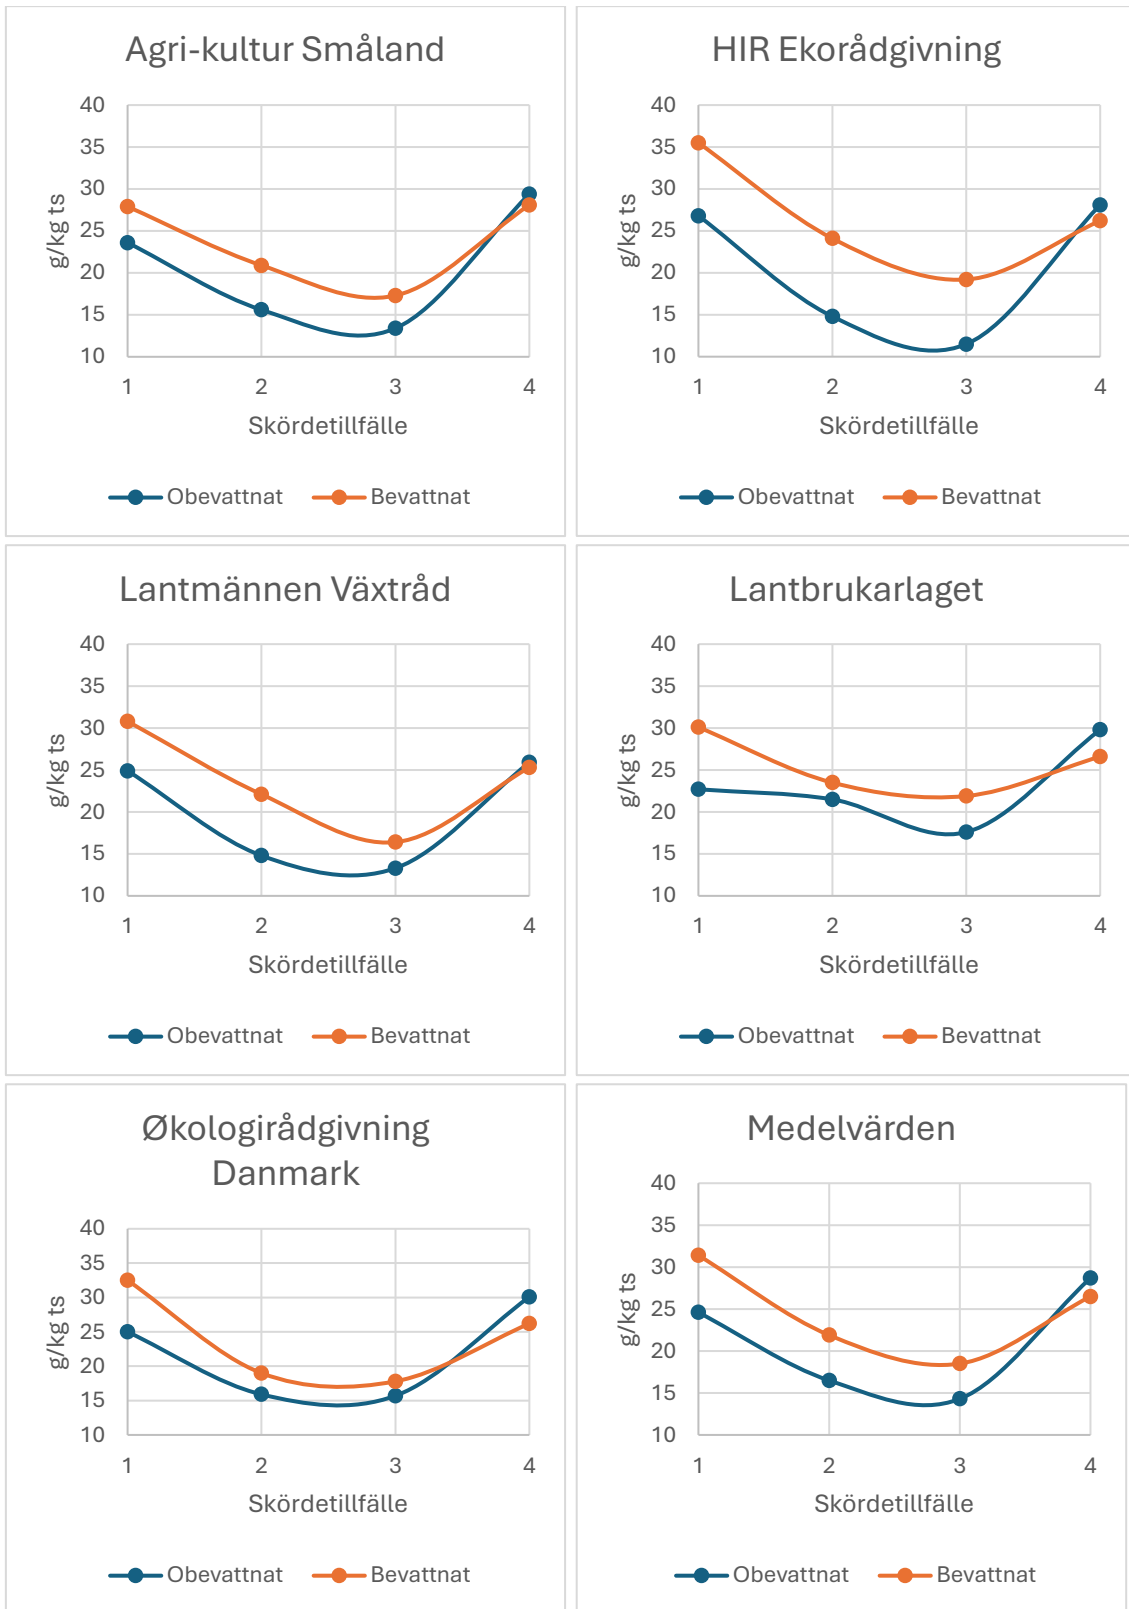 Agri-kultur Småland
40
35
30
25
20
15
10
g/kg ts
1 2 3 4
Skördetillfälle
Obevattnat Bevattnat
HIR Ekorådgivning
40
35
30
25
20
15
10
g/kg ts
1 2 3 4
Skördetillfälle
Obevattnat Bevattnat
Lantmännen Växtråd
40
35
30
25
20
15
10
g/kg ts
1 2 3 4
Skördetillfälle
Obevattnat Bevattnat
Lantbrukarlaget
40
35
30
25
20
15
10
g/kg ts
1 2 3 4
Skördetillfälle
Obevattnat Bevattnat
Økologirådgivning
Danmark
40
35
30
25
20
15
10
g/kg ts
1 2 3 4
Skördetillfälle
Obevattnat Bevattnat
Medelvärden
40
35
30
25
20
15
10
g/kg ts
1 2 3 4
Skördetillfälle
Obevattnat Bevattnat